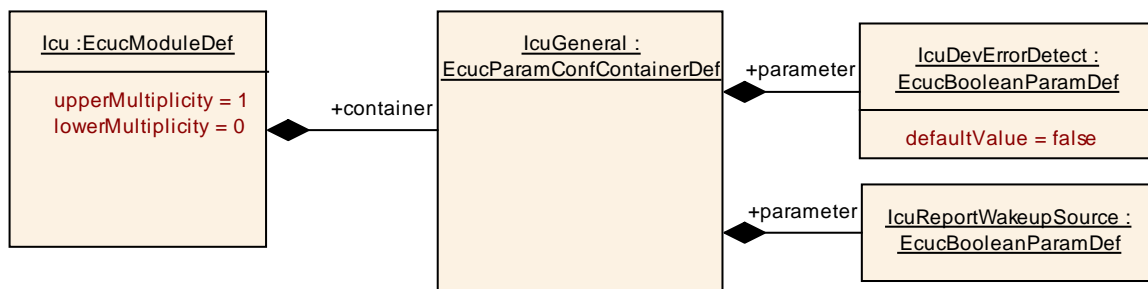 Icu :EcucModuleDef
upperMultiplicity = 1
lowerMultiplicity = 0
+container
IcuGeneral :
EcucParamConfContainerDef
+parameter
IcuDevErrorDetect :
EcucBooleanParamDef
defaultValue = false
+parameter
IcuReportWakeupSource :
EcucBooleanParamDef